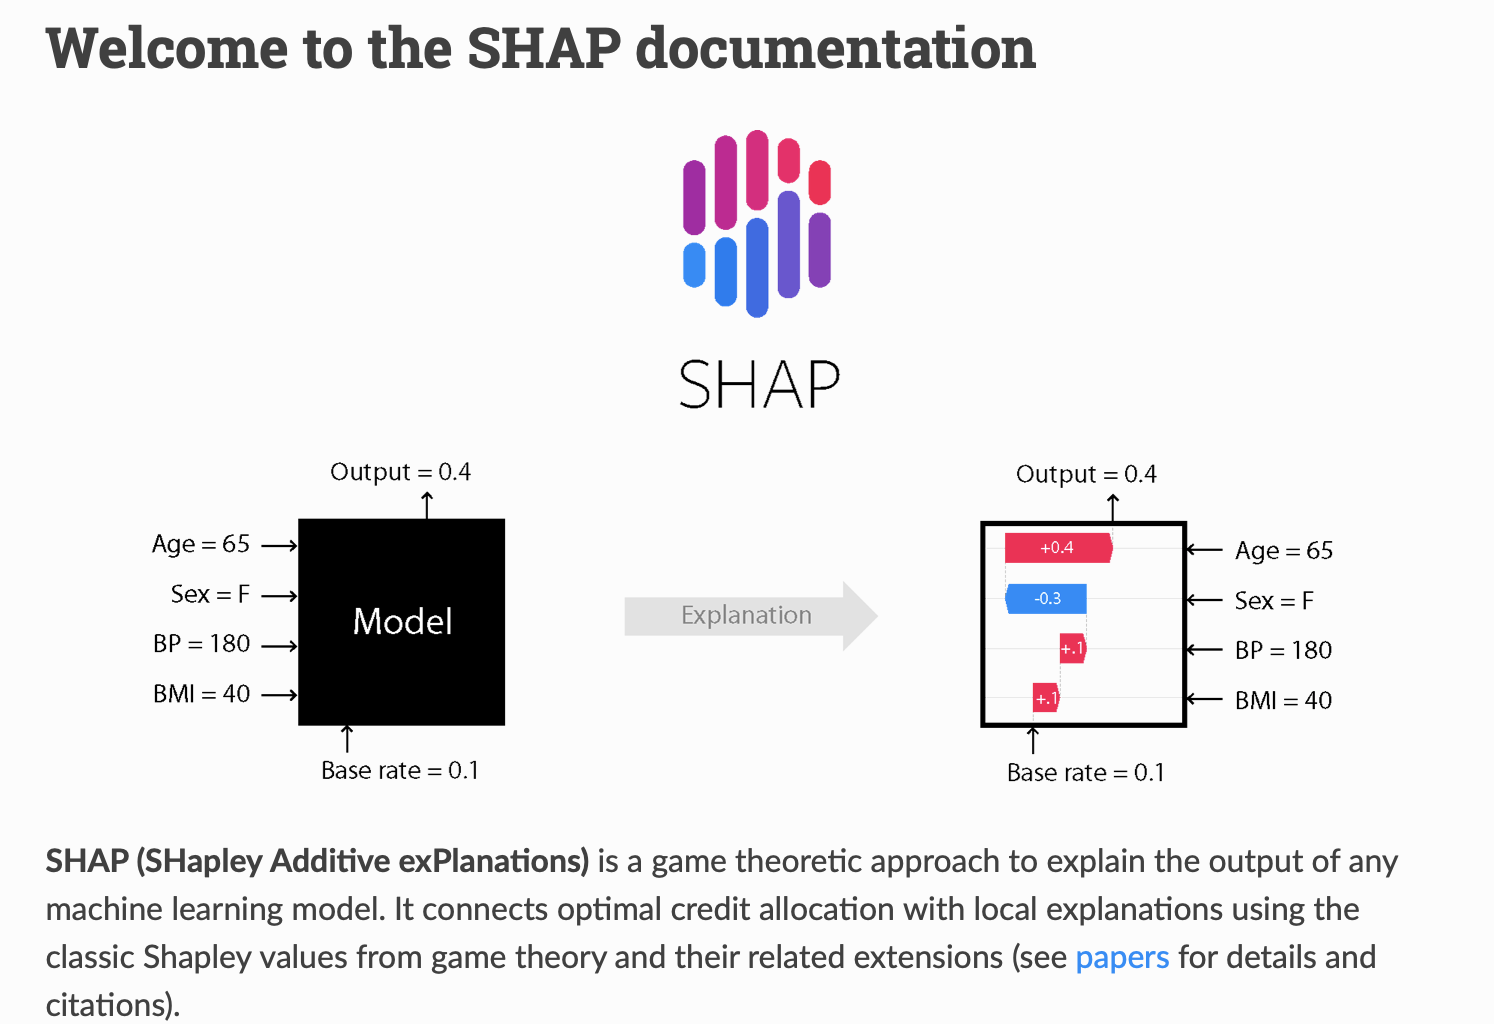 Welcome to the SHAP documentation
SHAP
Output = 0.4
Age = 65
Sex = F
BP = 180
BMI = 40
Model
Base rate = 0.1
Explanation
Output = 0.4
+0.4
-0.3
+.1
+.1
Age = 65
Sex = F
BP = 180
BMI = 40
Base rate = 0.1
SHAP (SHapley Additive exPlanations) is a game theoretic approach to explain the output of any
machine learning model. It connects optimal credit allocation with local explanations using the
classic Shapley values from game theory and their related extensions (see papers for details and
citations).